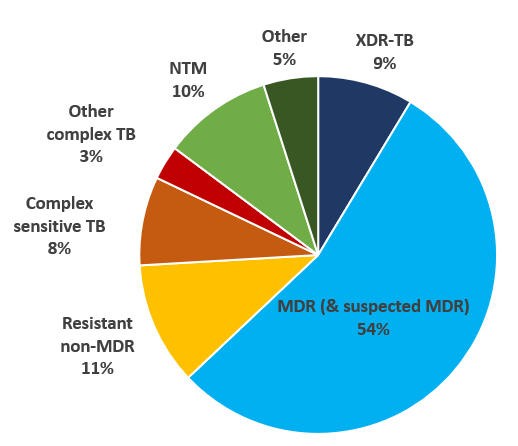 Other
5%
XDR-TB
9%
NTM
10%
Other
complex TB
3%
Complex
sensitive TB
8%
MDR (& suspected MDR)
54%
Resistant
non-MDR
11%